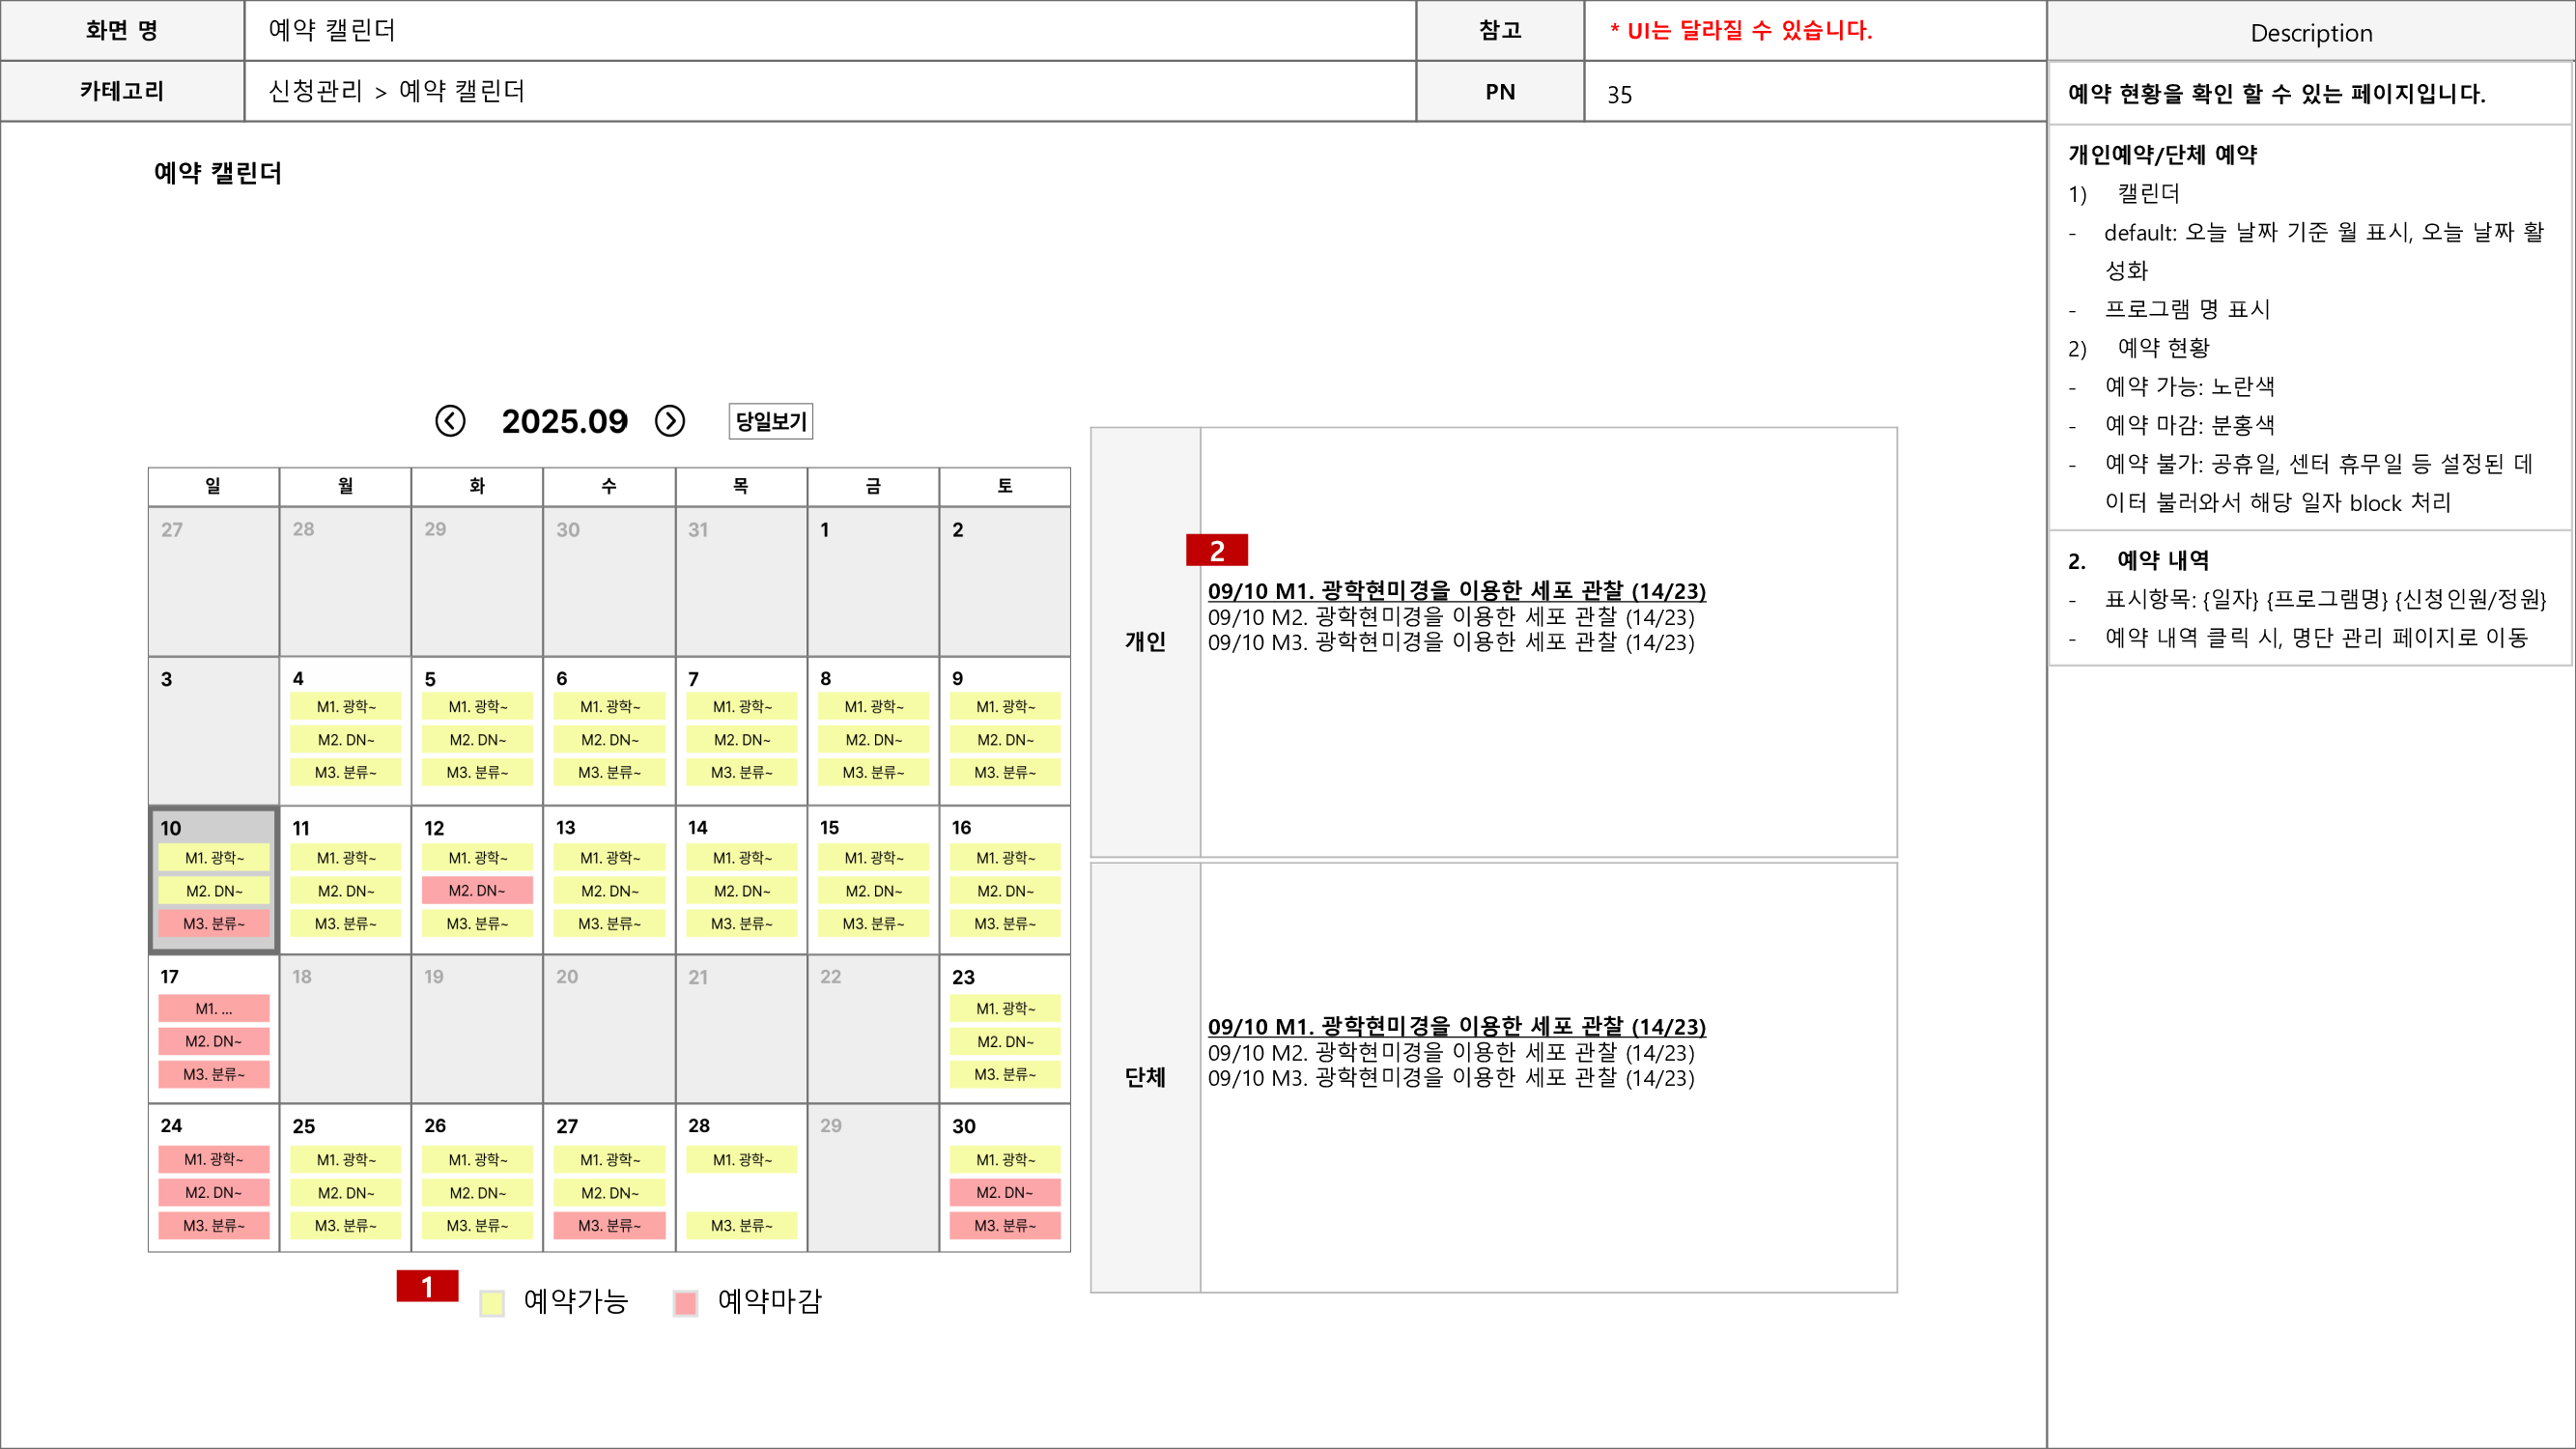 화면 명
예약 캘린더
참고
* UI는 달라질 수 있습니다.
Description
카테고리
신청관리 > 예약 캘린더
PN
35
예약 현황을 확인 할 수 있는 페이지입니다.
개인예약/단체 예약
1) 캘린더
- default: 오늘 날짜 기준 월 표시, 오늘 날짜 활
성화
- 프로그램 명 표시
2) 예약 현황
- 예약 가능: 노란색
- 예약 마감: 분홍색
- 예약 불가: 공휴일, 센터 휴무일 등 설정된 데
이터 불러와서 해당 일자 block 처리
2. 예약 내역
- 표시항목: {일자} {프로그램명} {신청인원/정원}
- 예약 내역 클릭 시, 명단 관리 페이지로 이동
예약 캘린더
2025.09
당일보기
일 월 화 수 목 금 토
27 28 29 30 31 1 2
3 4 5 6 7 8 9
M1. 광학~ M1. 광학~ M1. 광학~ M1. 광학~ M1. 광학~ M1. 광학~
M2. DN~ M2. DN~ M2. DN~ M2. DN~ M2. DN~ M2. DN~
M3. 분류~ M3. 분류~ M3. 분류~ M3. 분류~ M3. 분류~ M3. 분류~
10 11 12 13 14 15 16
M1. 광학~ M1. 광학~ M1. 광학~ M1. 광학~ M1. 광학~ M1. 광학~ M1. 광학~
M2. DN~ M2. DN~ M2. DN~ M2. DN~ M2. DN~ M2. DN~ M2. DN~
M3. 분류~ M3. 분류~ M3. 분류~ M3. 분류~ M3. 분류~ M3. 분류~ M3. 분류~
17 18 19 20 21 22 23
M1. ... M1. 광학~
M2. DN~ M2. DN~
M3. 분류~ M3. 분류~
24 25 26 27 28 29 30
M1. 광학~ M1. 광학~ M1. 광학~ M1. 광학~ M1. 광학~ M1. 광학~
M2. DN~ M2. DN~ M2. DN~ M2. DN~ M2. DN~
M3. 분류~ M3. 분류~ M3. 분류~ M3. 분류~ M3. 분류~ M3. 분류~
1
예약가능
예약마감
개인
2
09/10 M1. 광학현미경을 이용한 세포 관찰 (14/23)
09/10 M2. 광학현미경을 이용한 세포 관찰 (14/23)
09/10 M3. 광학현미경을 이용한 세포 관찰 (14/23)
단체
09/10 M1. 광학현미경을 이용한 세포 관찰 (14/23)
09/10 M2. 광학현미경을 이용한 세포 관찰 (14/23)
09/10 M3. 광학현미경을 이용한 세포 관찰 (14/23)